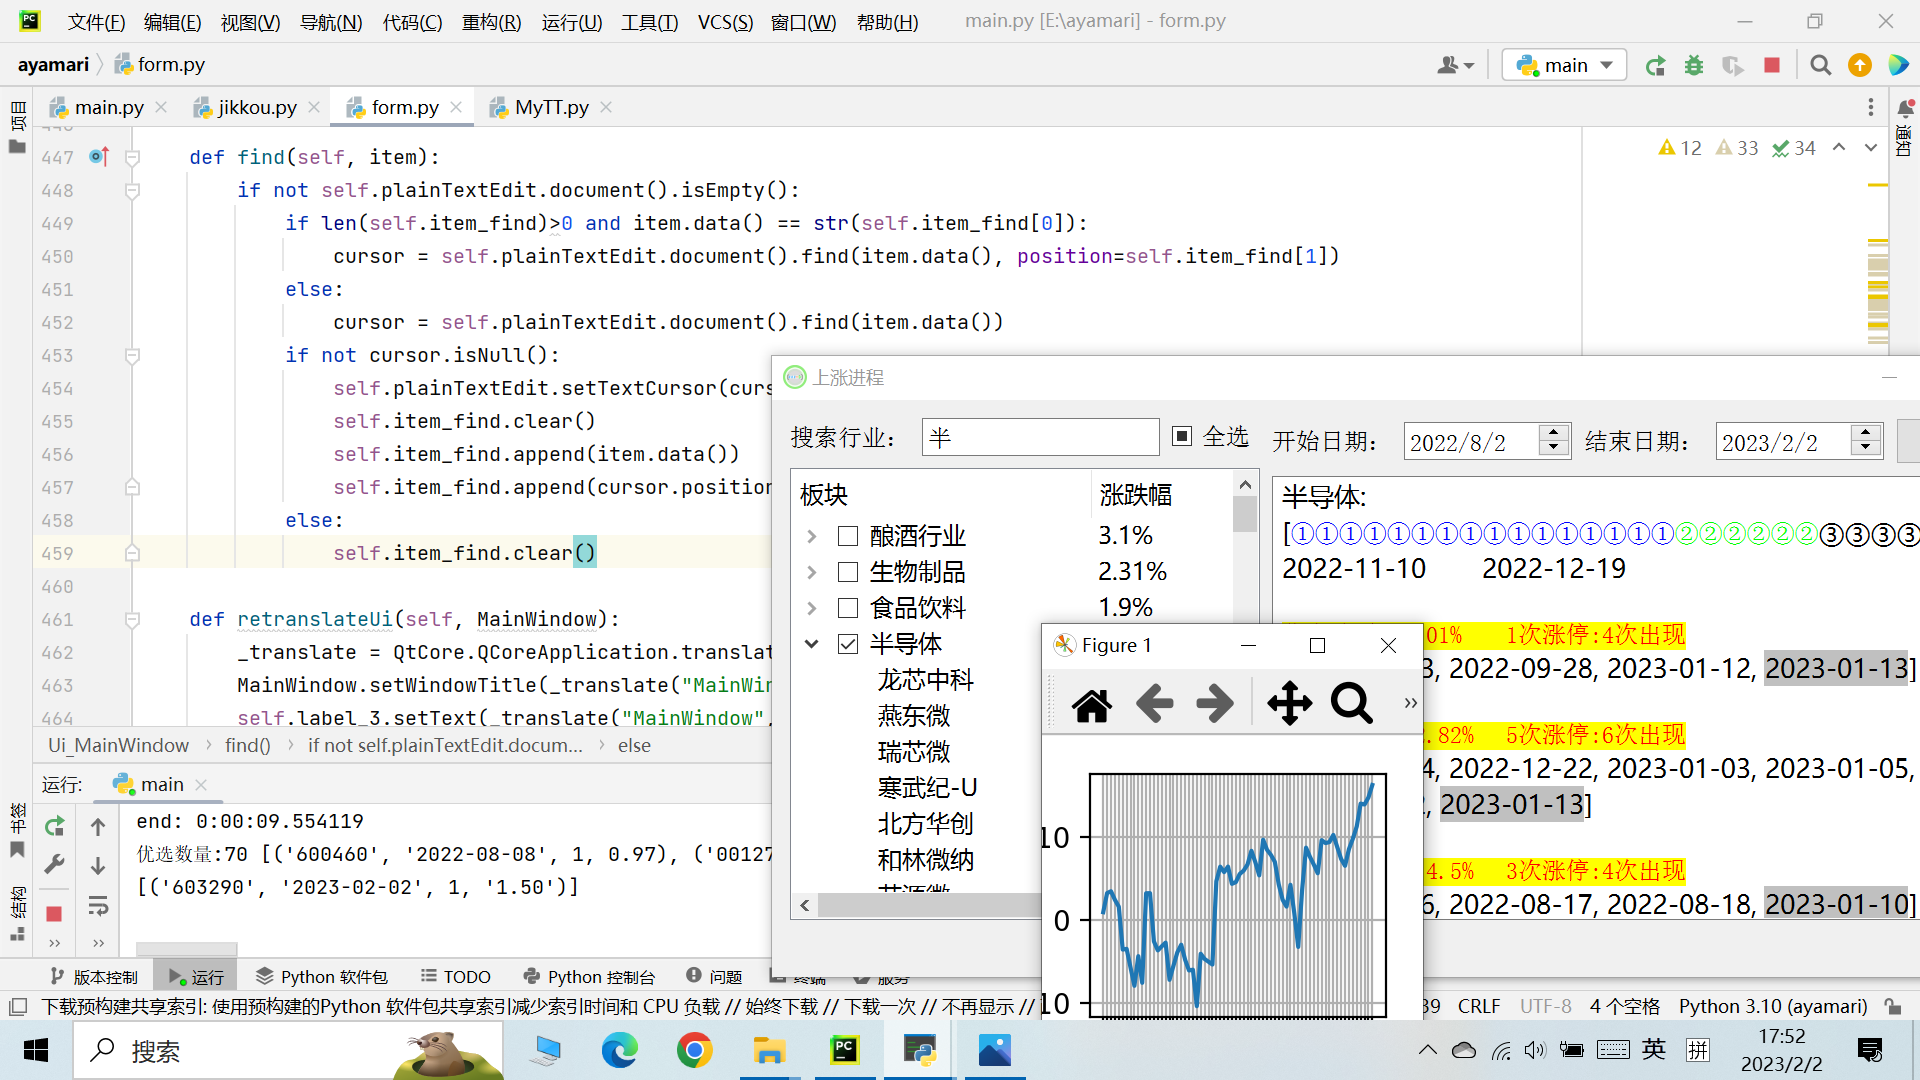 文件(F) 编辑(E) 视图(V) 导航(N) 代码(C) 重构(R) 运行(U) 工具(T) VCS(S) 窗口(W) 帮助(H) main.py [E:\ayamari] - form.py
ayamari form.py main
项目 main.py jikkou.py form.py MyTT.py
通知
12 33 34
447 def find(self, item):
448 if not self.plainTextEdit.document().isEmpty():
449 if len(self.item_find)>0 and item.data() == str(self.item_find[0]):
450 cursor = self.plainTextEdit.document().find(item.data(), position=self.item_find[1])
451 else:
452 cursor = self.plainTextEdit.document().find(item.data())
453 if not cursor.isNull():
454 self.plainTextEdit.setTextCursor(curs
455 self.item_find.clear()
456 self.item_find.append(item.data())
457 self.item_find.append(cursor.position
458 else:
459 self.item_find.clear()
460
461 def retranslateUi(self, MainWindow):
462 _translate = QtCore.QCoreApplication.translat
463 MainWindow.setWindowTitle(_translate("MainWin
464 self.label_3.setText(_translate("MainWindow",
Ui_MainWindow find() if not self.plainTextEdit.docum... else
上涨进程
搜索行业： 半 全选 开始日期： 2022/8/2 结束日期： 2023/2/2
板块 涨跌幅
酿酒行业 3.1%
生物制品 2.31%
食品饮料 1.9%
半导体
龙芯中科
燕东微
瑞芯微
寒武纪-U
北方华创
和林微纳
半导体:
[①①①①①①①①①①①①①①①①②②②②②②③③③③
2022-11-10 2022-12-19
01% 1次涨停:4次出现
3, 2022-09-28, 2023-01-12, 2023-01-13]
.82% 5次涨停:6次出现
4, 2022-12-22, 2023-01-03, 2023-01-05,
2, 2023-01-13]
4.5% 3次涨停:4次出现
6, 2022-08-17, 2022-08-18, 2023-01-10]
Figure 1
10
0
10
运行: main
end: 0:00:09.554119
优选数量:70 [('600460', '2022-08-08', 1, 0.97), ('00127
[('603290', '2023-02-02', 1, '1.50')]
书签
结构
版本控制 运行 Python 软件包 TODO Python 控制台 问题 终端 服务
下载预构建共享索引: 使用预构建的Python 软件包共享索引减少索引时间和 CPU 负载 // 始终下载 // 下载一次 // 不再显示 // 39 CRLF UTF-8 4 个空格 Python 3.10 (ayamari)
搜索 英 拼 17:52
2023/2/2